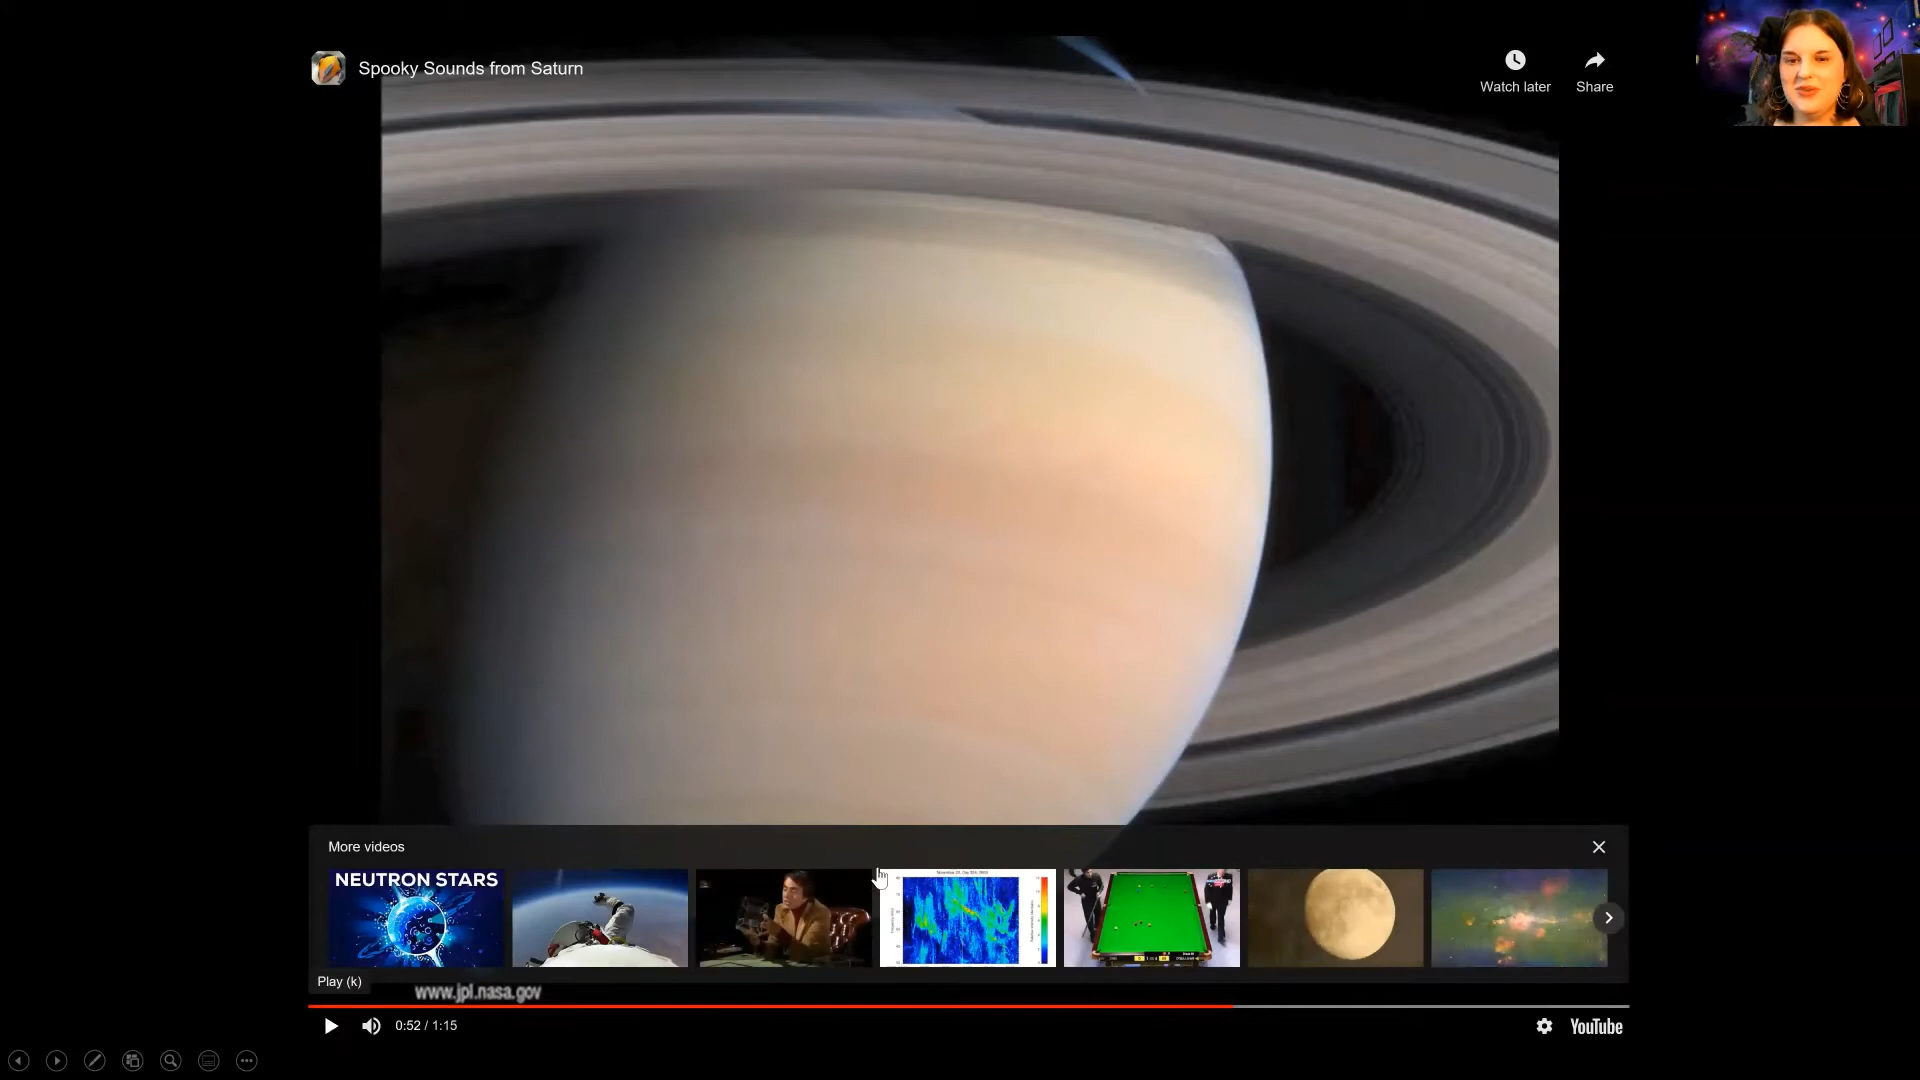 Spooky Sounds from Saturn
Watch later
Share
More videos
NEUTRON STARS
Play (k)
www.jpl.nasa.gov
0:52 / 1:15
YouTube